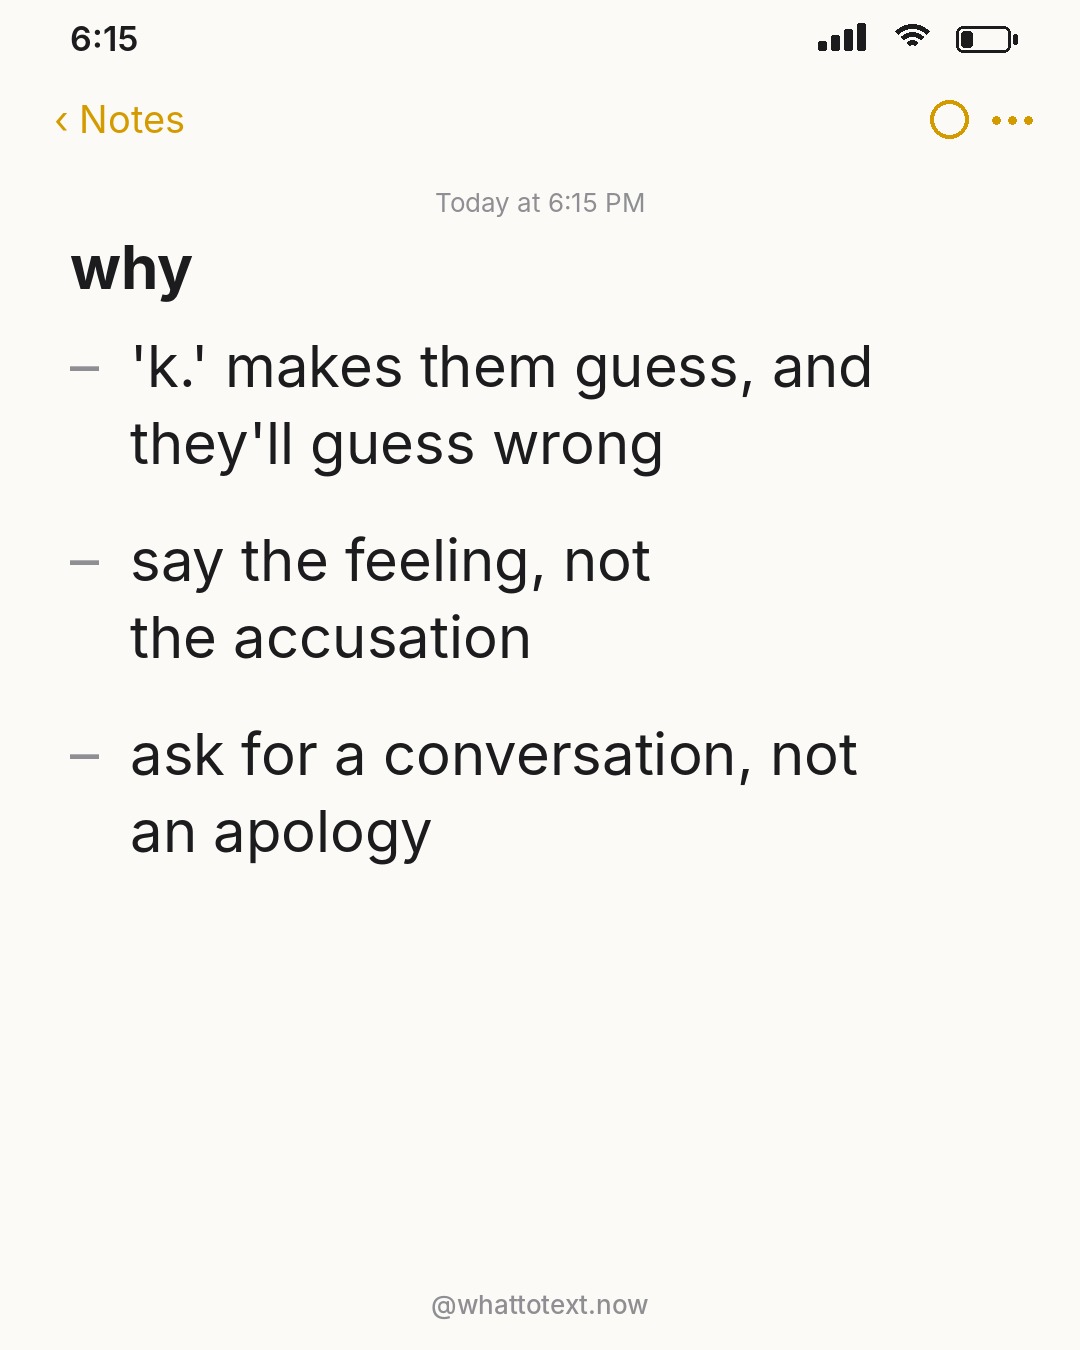 6:15
‹ Notes
Today at 6:15 PM
why
– 'k.' makes them guess, and
they'll guess wrong
– say the feeling, not
the accusation
– ask for a conversation, not
an apology
@whattotext.now